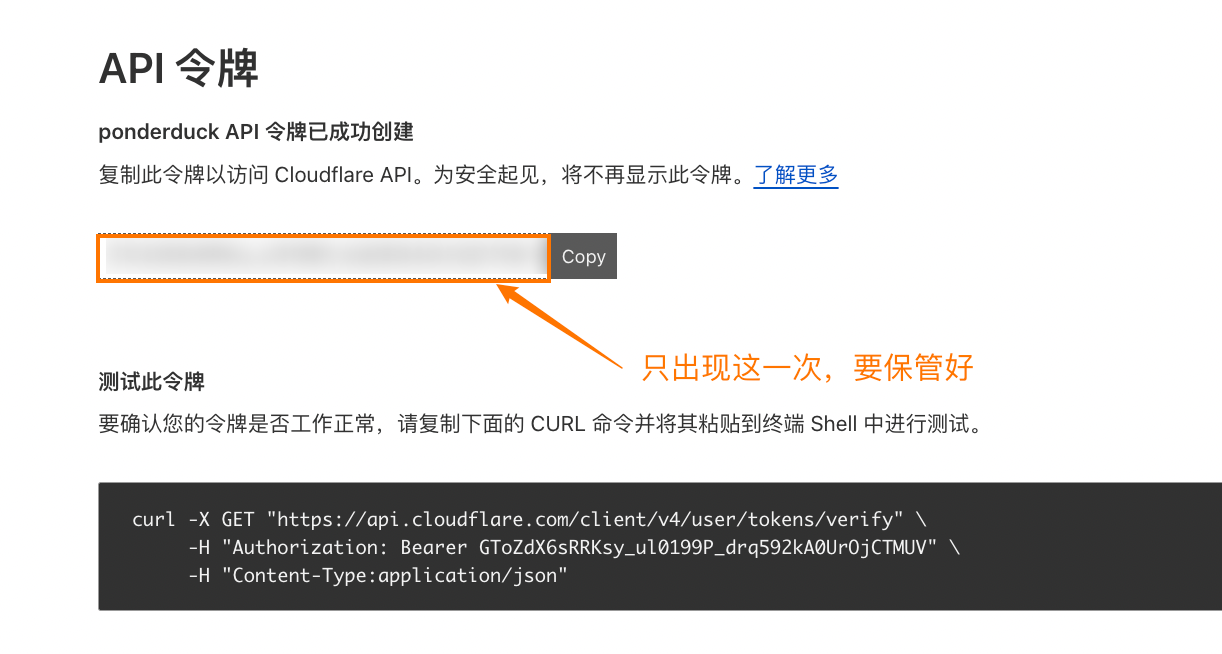 API 令牌
ponderduck API 令牌已成功创建
复制此令牌以访问 Cloudflare API。为安全起见，将不再显示此令牌。了解更多
Copy
只出现这一次，要保管好
测试此令牌
要确认您的令牌是否工作正常，请复制下面的 CURL 命令并将其粘贴到终端 Shell 中进行测试。
curl -X GET "https://api.cloudflare.com/client/v4/user/tokens/verify" \
-H "Authorization: Bearer GToZdX6sRRKsy_ul0199P_drq592kA0UrOjCTMUV" \
-H "Content-Type:application/json"